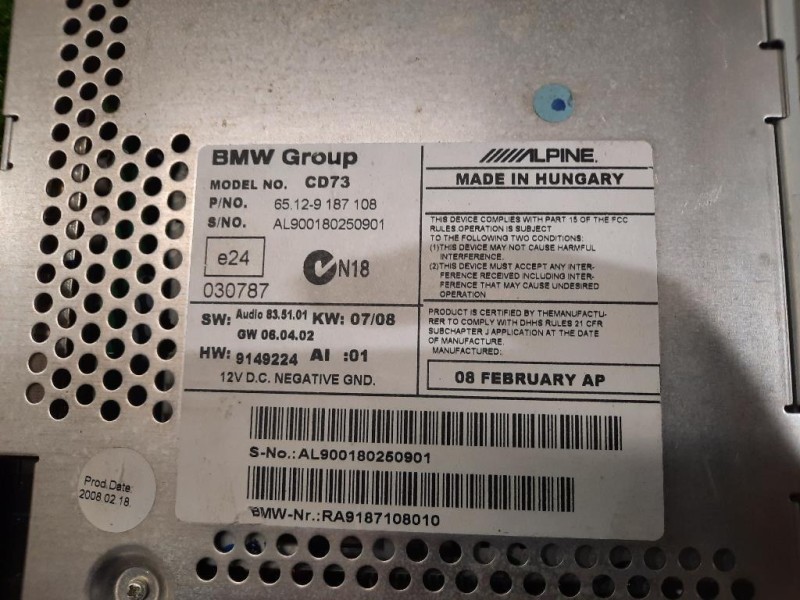 BMW Group
MODEL NO. CD73
P/NO. 65.12-9 187 108
S/NO. AL900180250901
e24
N18
030787
SW: Audio 83.51.01 KW: 07/08
GW 06.04.02
HW: 9149224 AI :01
12V D.C. NEGATIVE GND.
ALPINE.
MADE IN HUNGARY
THIS DEVICE COMPLIES WITH PART 15 OF THE FCC
RULES.OPERATION IS SUBJECT
TO THE FOLLOWING TWO CONDITIONS:
(1)THIS DEVICE MAY NOT CAUSE HARMFUL
INTERFERENCE.
(2)THIS DEVICE MUST ACCEPT ANY INTER-
FERENCE RECEIVED INCLUDING INTER-
FERENCE THAT MAY CAUSE UNDESIRED
OPERATION
PRODUCT IS CERTIFIED BY THEMANUFACTU-
RER TO COMPLY WITH DHHS RULES 21 CFR
SUBCHAPTER J APPLICATION AT THE DATE
OF MANUFACTURE.
MANUFACTURED:
08 FEBRUARY AP
S-No.: AL900180250901
BMW-Nr.: RA9187108010
Prod.Date:
2008.02.18.